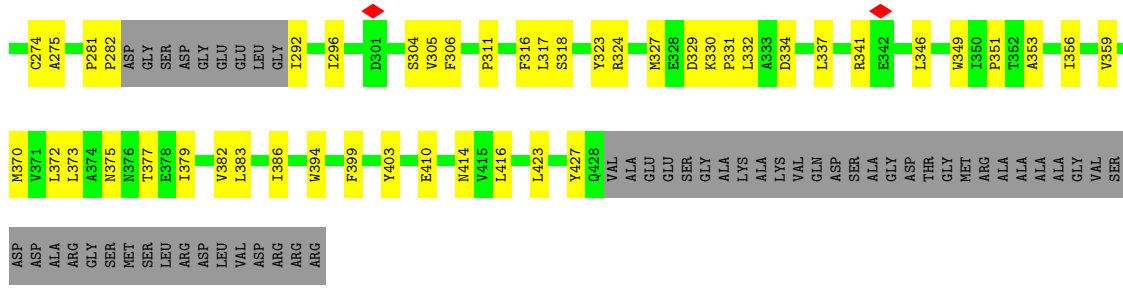 C274 A275 P281 P282 ASP GLY SER ASP GLY GLU GLU LEU GLY I292 I296 D301 S304 V305 F306 P311 F316 L317 S318 Y323 R324 M327 E328 D329 K330 P331 L332 A333 D334 L337 R341 E342 L346 W349 I350 P351 T352 A353 I356 V359
M370 V371 L372 L373 A374 N375 N376 T377 E378 I379 V382 L383 I386 W394 F399 Y403 E410 N414 V415 L416 L423 Y427 Q428 VAL ALA GLU GLU SER GLY ALA LYS ALA LYS VAL GLN ASP SER ALA GLY ASP THR GLY MET ARG ALA ALA ALA ALA GLY VAL SER
ASP ASP ALA ARG GLY SER ASN SER MET SER LEU ARG ASP LEU VAL ASP ARG ARG ARG